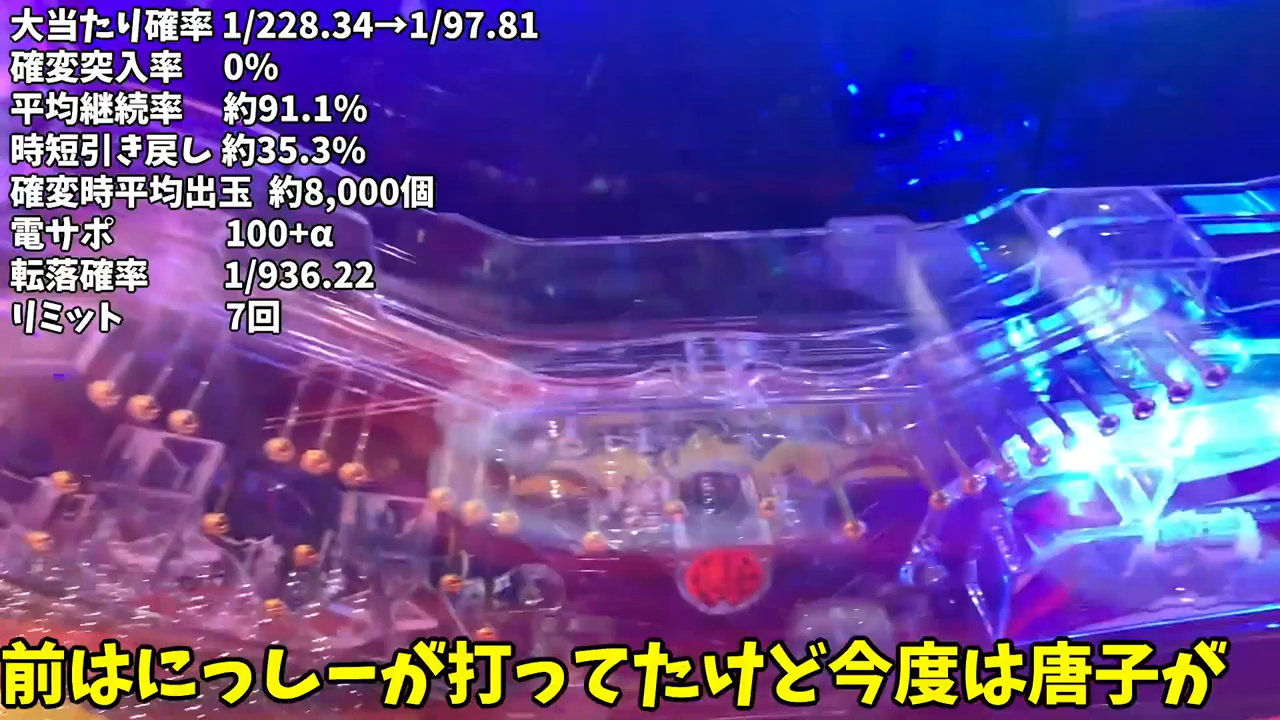 大当たり確率 1/228.34→1/97.81
確変突入率 0%
平均継続率 約91.1%
時短引き戻し 約35.3%
確変時平均出玉 約8,000個
電サポ 100+α
転落確率 1/936.22
リミット 7回
前はにっしーが打ってたけど今度は唐子が